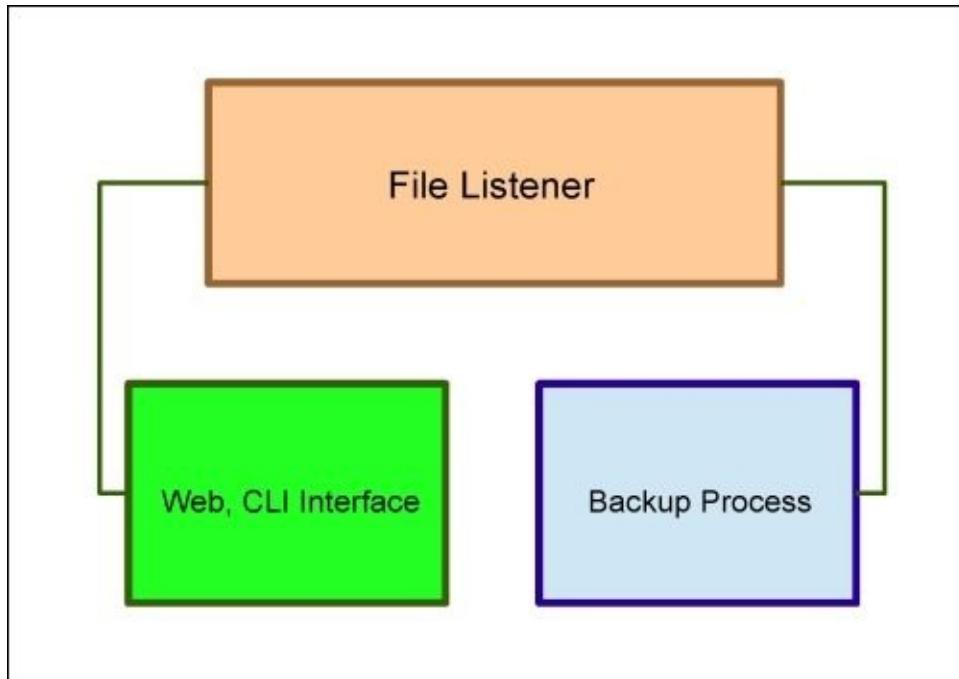 File Listener
Web, CLI Interface
Backup Process